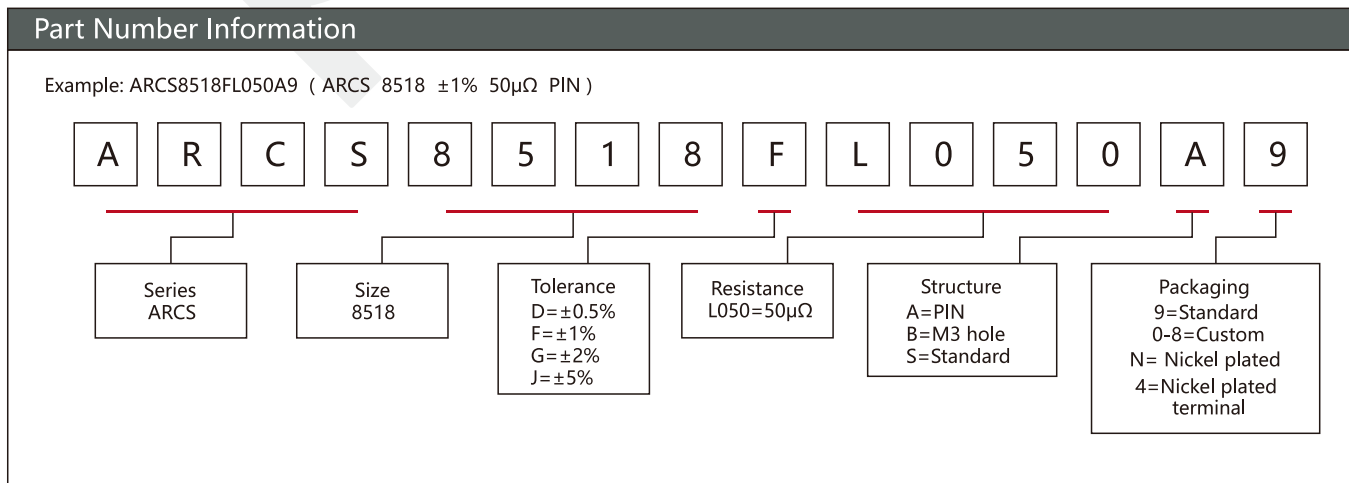 Part Number Information
Example: ARCS8518FL050A9 ( ARCS 8518 ±1% 50μΩ PIN )
A R C S 8 5 1 8 F L 0 5 0 A 9
Series
ARCS
Size
8518
Tolerance
D=±0.5%
F=±1%
G=±2%
J=±5%
Resistance
L050=50μΩ
Structure
A=PIN
B=M3 hole
S=Standard
Packaging
9=Standard
0-8=Custom
N= Nickel plated
4=Nickel plated
terminal